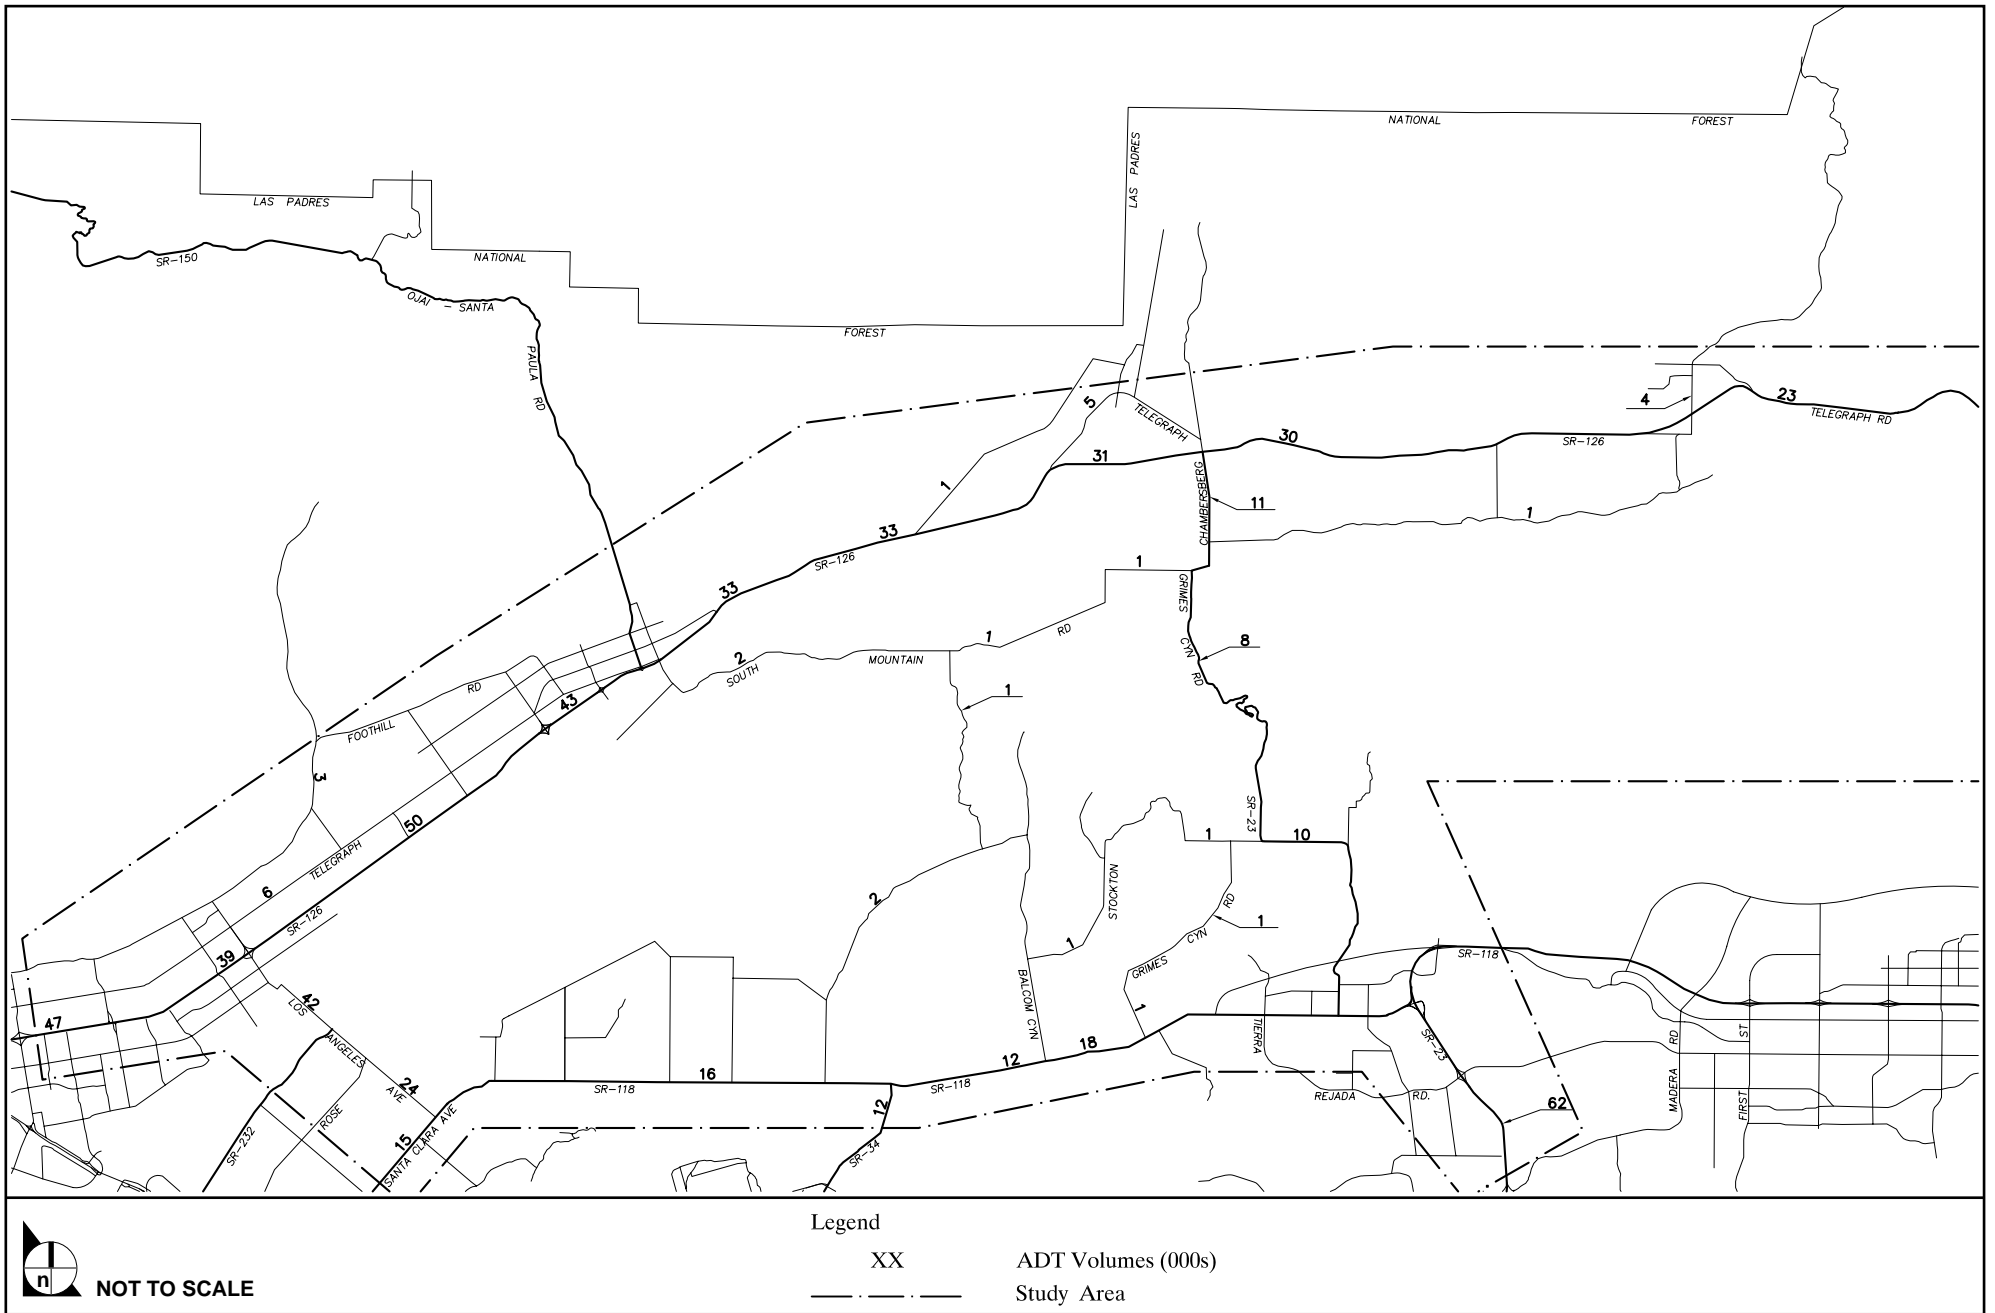 NATIONAL
FOREST
LAS PADRES
LAS PADRES
SR-150
NATIONAL
OJAI - SANTA
PAULA RD
FOREST
5
TELEGRAPH
4
23
TELEGRAPH RD
30
SR-126
31
1
CHAMBERSBERG
11
1
33
SR-126
33
1
GRIMES
CYN
RD
8
1
RD
2
SOUTH
MOUNTAIN
1
43
RD
FOOTHILL
3
50
TELEGRAPH
6
SR-126
39
47
42
LOS
ANGELES
AVE
24
ROSE
SR-232
15
SANTA CLARA AVE
SR-23
1
10
STOCKTON
2
1
RD
CYN
GRIMES
1
1
BALCOM CYN
SR-118
TIERRA
SR-23
MADERA
RD
FIRST
ST
18
12
SR-118
16
SR-118
12
SR-34
REJADA RD.
62
Legend
XX ADT Volumes (000s)
Study Area
n
NOT TO SCALE